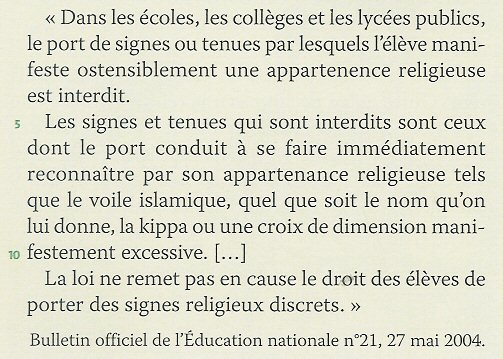 « Dans les écoles, les collèges et les lycées publics,
le port de signes ou tenues par lesquels l'élève mani-
feste ostensiblement une appartenence religieuse
est interdit.
5 Les signes et tenues qui sont interdits sont ceux
dont le port conduit à se faire immédiatement
reconnaître par son appartenance religieuse tels
que le voile islamique, quel que soit le nom qu'on
lui donne, la kippa ou une croix de dimension mani-
10 festement excessive. […]
La loi ne remet pas en cause le droit des élèves de
porter des signes religieux discrets. »
Bulletin officiel de l'Éducation nationale n°21, 27 mai 2004.